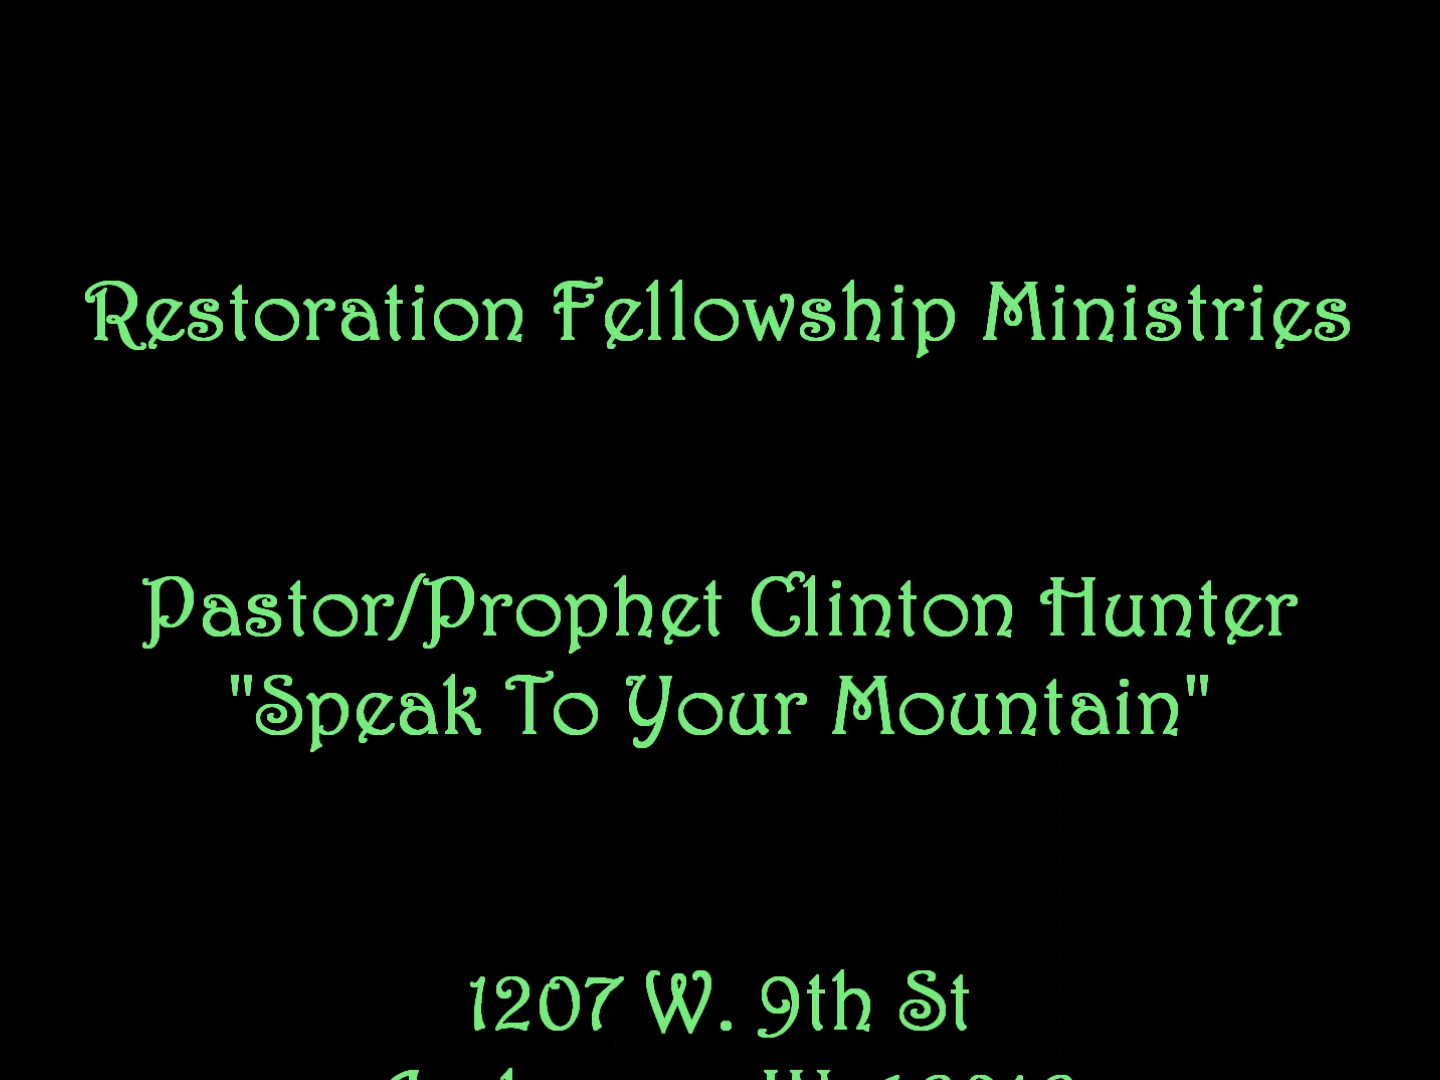 Restoration Fellowship Ministries
Pastor/Prophet Clinton Hunter
"Speak To Your Mountain"
1207 W. 9th St